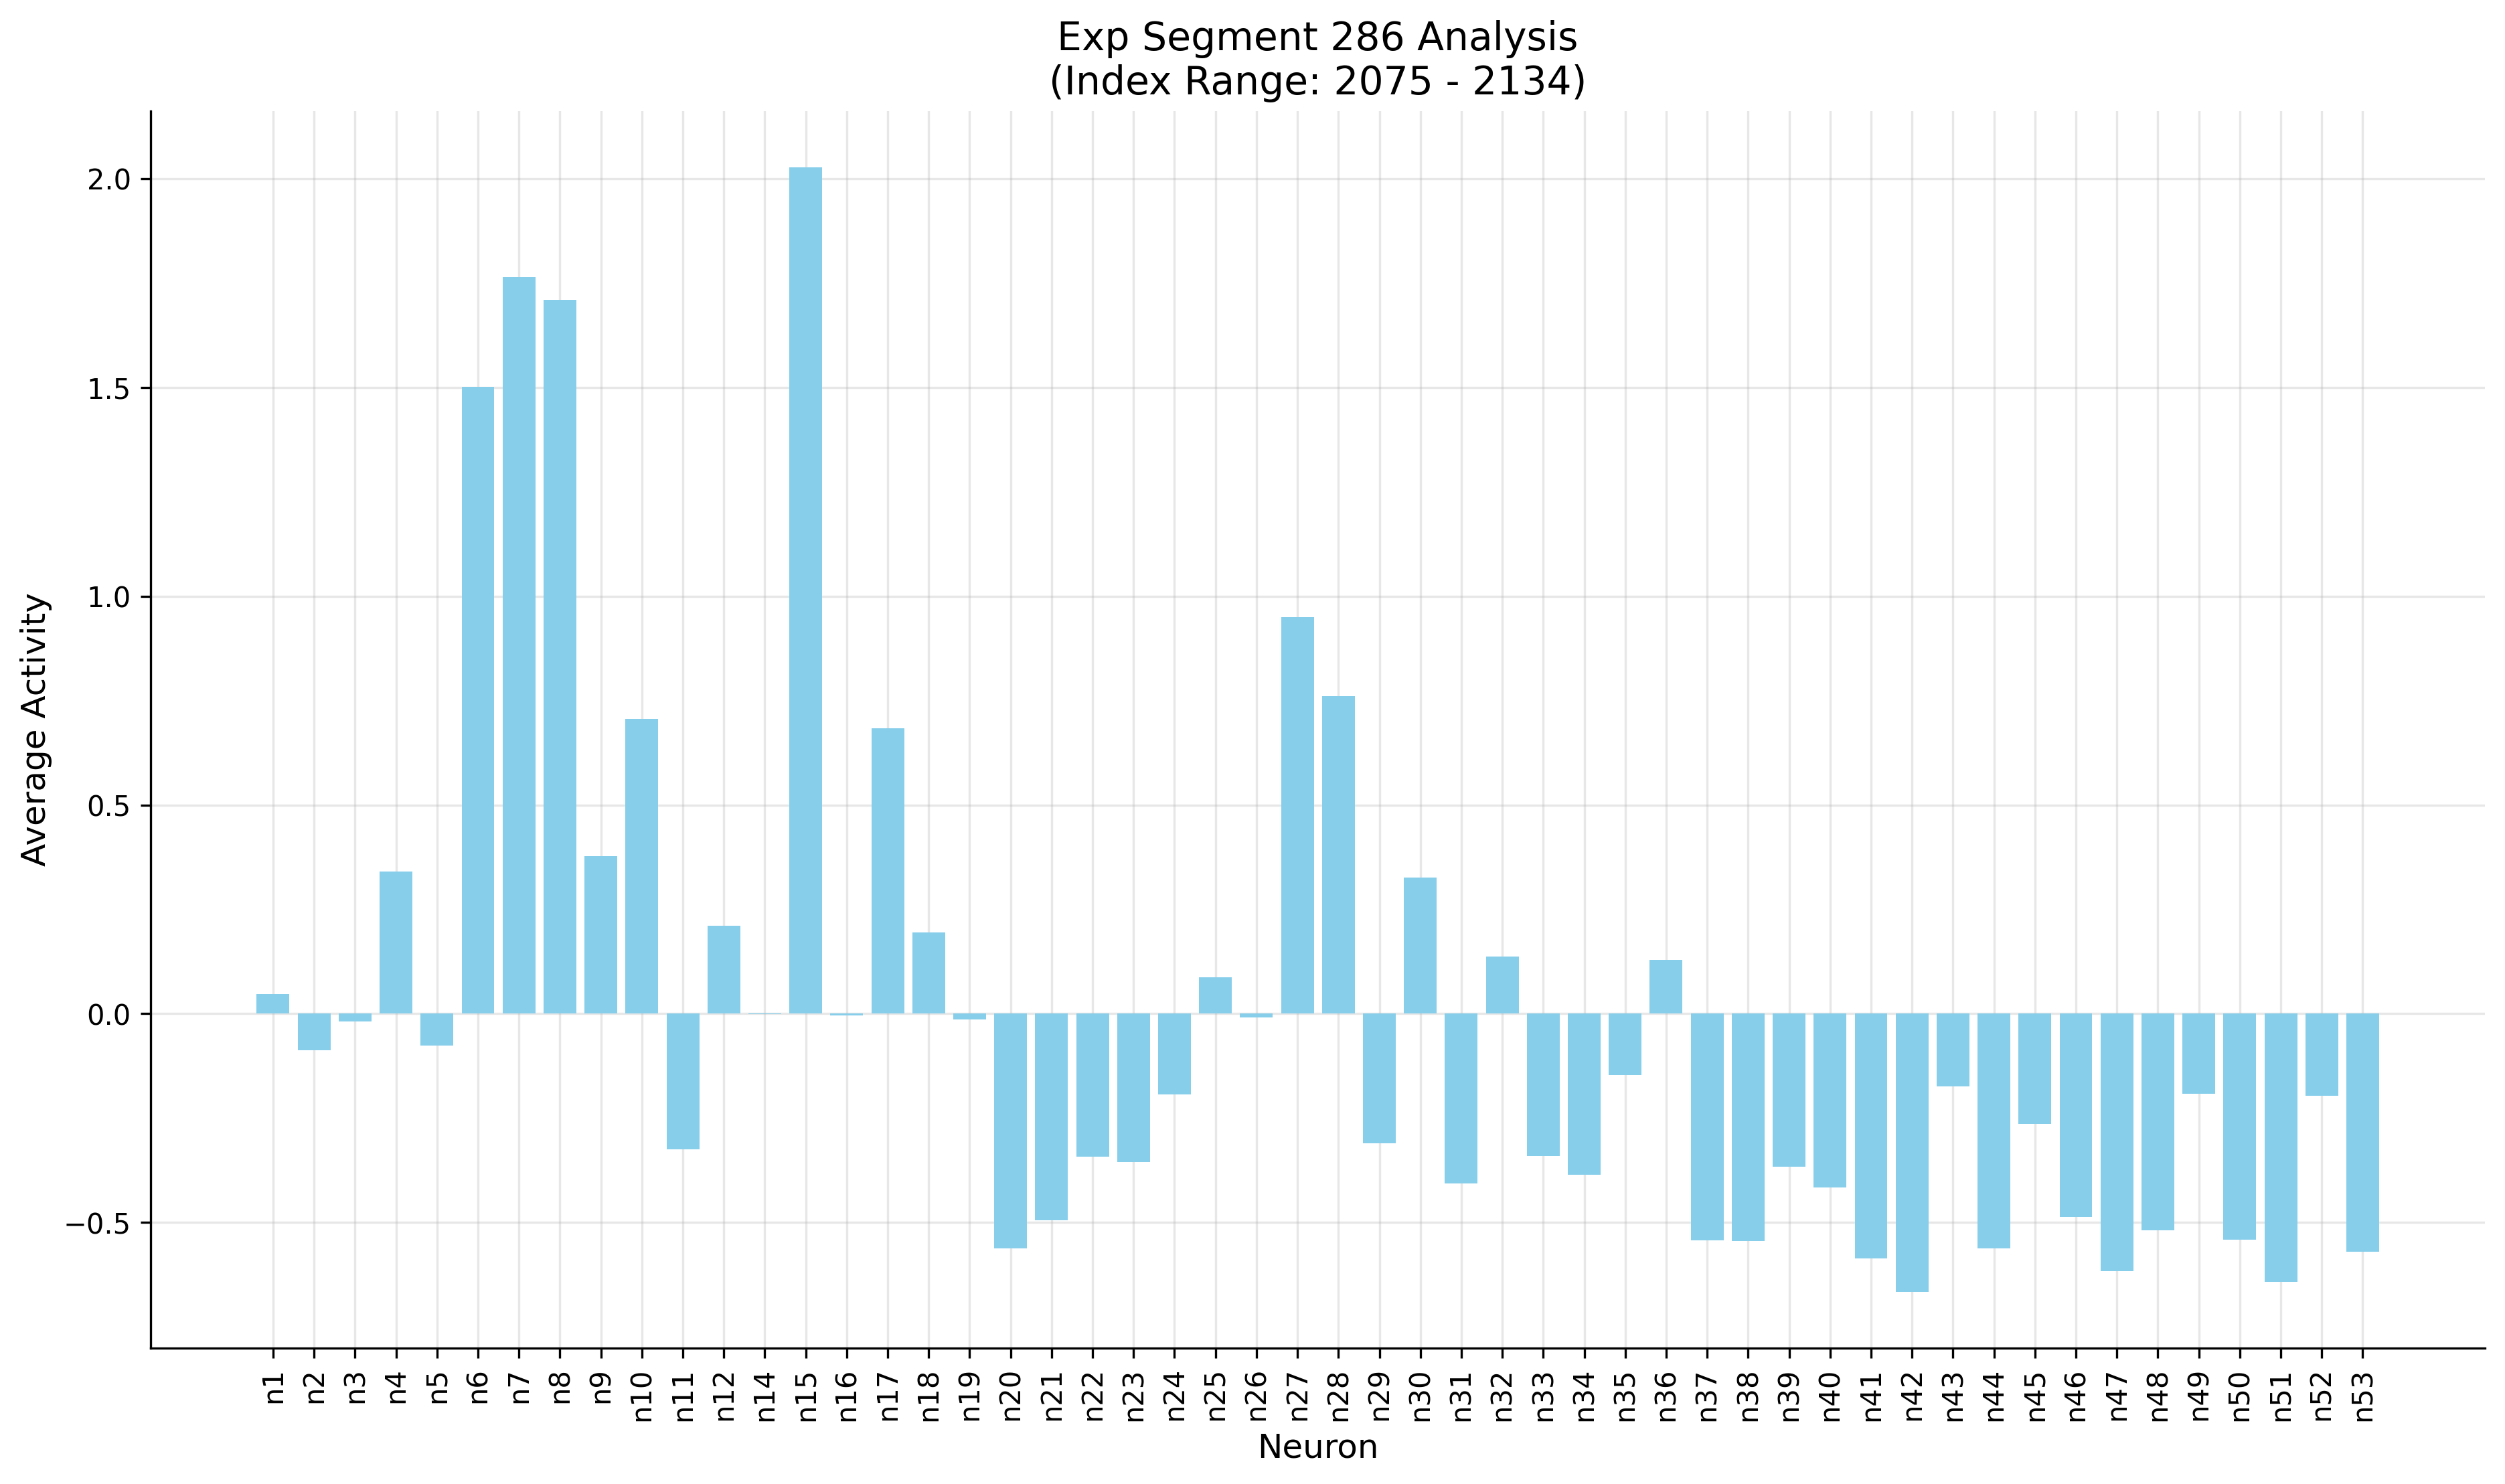 Exp Segment 286 Analysis
(Index Range: 2075 - 2134)
Average Activity
2.0
1.5
1.0
0.5
0.0
−0.5
n1 n2 n3 n4 n5 n6 n7 n8 n9 n10 n11 n12 n14 n15 n16 n17 n18 n19 n20 n21 n22 n23 n24 n25 n26 n27 n28 n29 n30 n31 n32 n33 n34 n35 n36 n37 n38 n39 n40 n41 n42 n43 n44 n45 n46 n47 n48 n49 n50 n51 n52 n53
Neuron